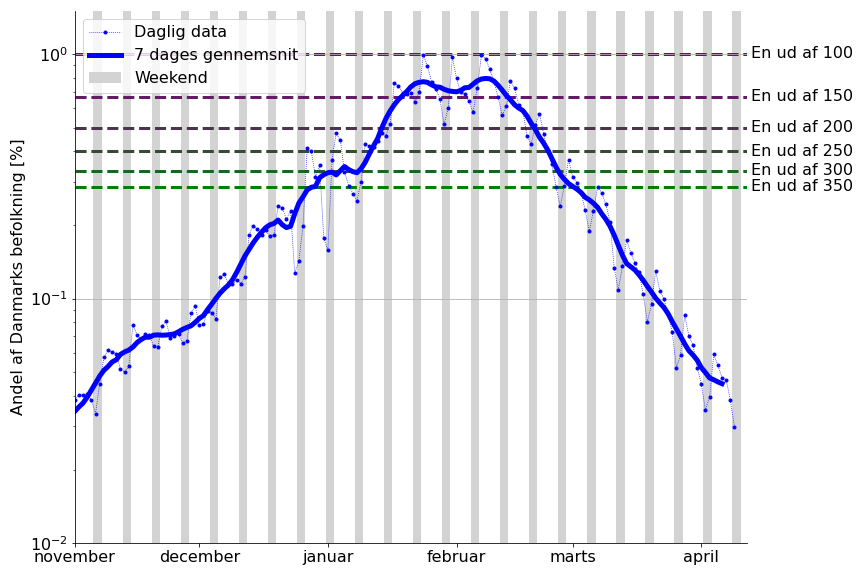 Daglig data
7 dages gennemsnit
Weekend
Andel af Danmarks befolkning [%]
10⁰
10⁻¹
10⁻²
En ud af 100
En ud af 150
En ud af 200
En ud af 250
En ud af 300
En ud af 350
november december januar februar marts april